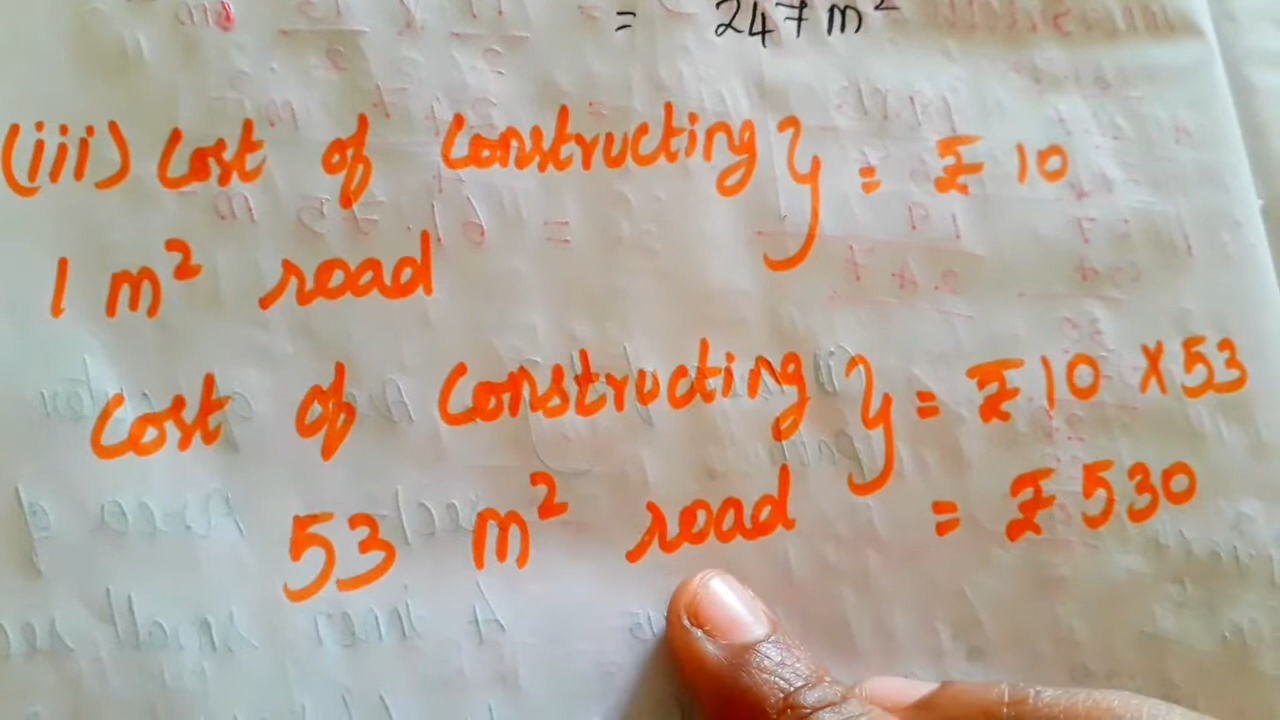 = 247 m²
(iii) Cost of Constructing } = ₹ 10
1 m² road
Cost of Constructing } = ₹ 10 X 53
53 m² road = ₹ 530